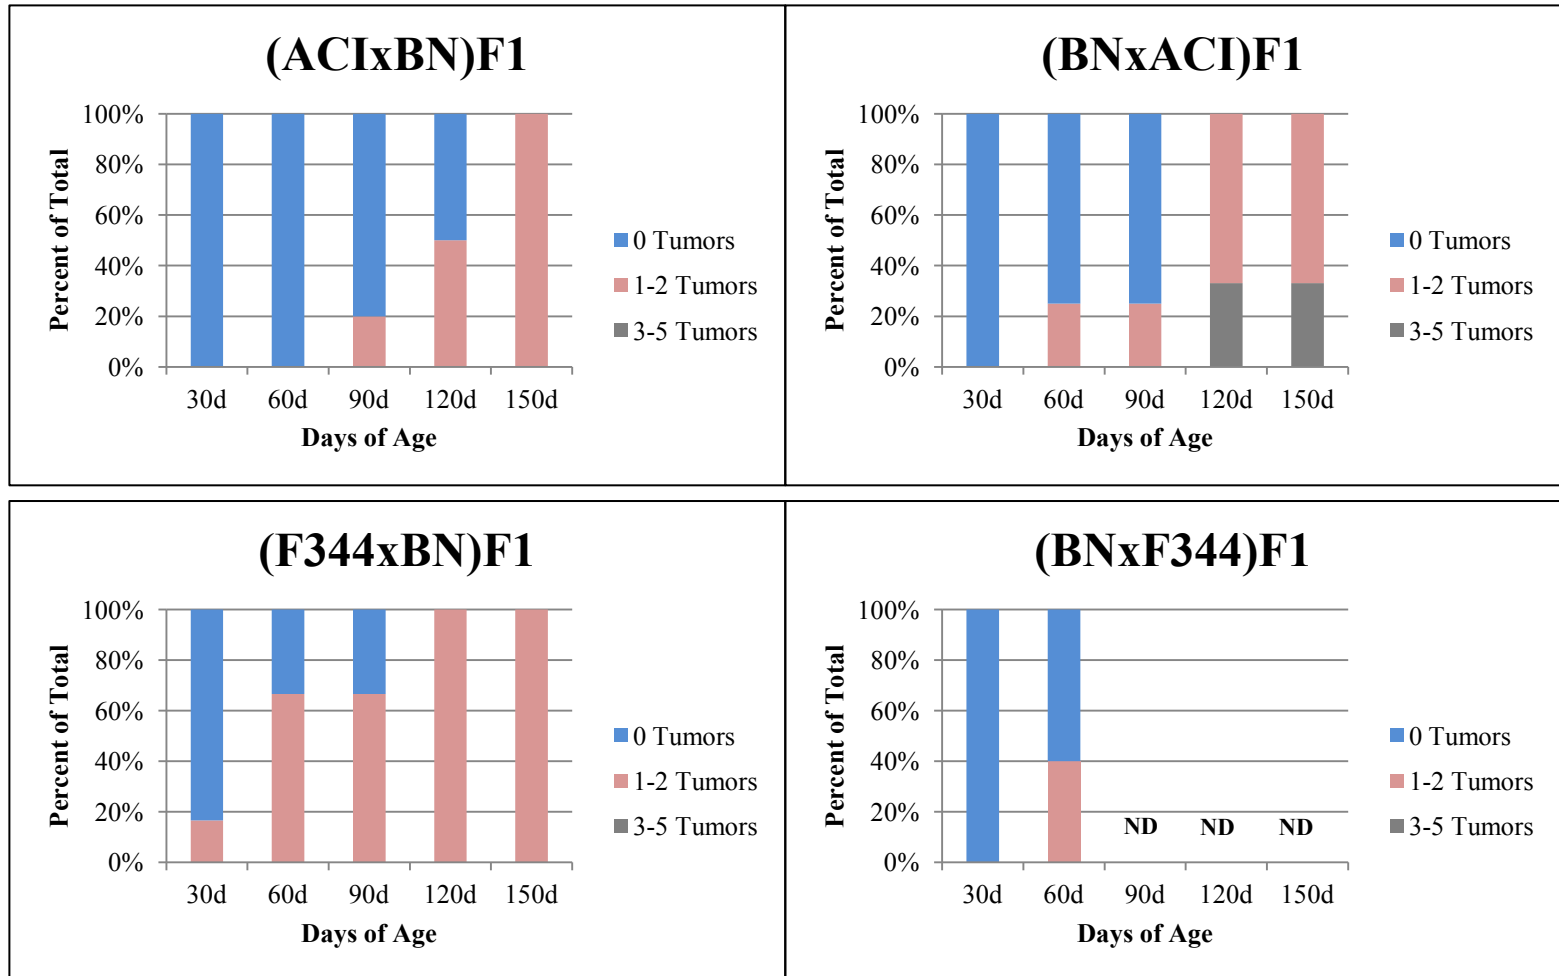 (ACIxBN)F1
Percent of Total
100%
80%
60%
40%
20%
0%
30d 60d 90d 120d 150d
Days of Age
0 Tumors
1-2 Tumors
3-5 Tumors
(BNxACI)F1
Percent of Total
100%
80%
60%
40%
20%
0%
30d 60d 90d 120d 150d
Days of Age
0 Tumors
1-2 Tumors
3-5 Tumors
(F344xBN)F1
Percent of Total
100%
80%
60%
40%
20%
0%
30d 60d 90d 120d 150d
Days of Age
0 Tumors
1-2 Tumors
3-5 Tumors
(BNxF344)F1
Percent of Total
100%
80%
60%
40%
20%
0%
ND ND ND
30d 60d 90d 120d 150d
Days of Age
0 Tumors
1-2 Tumors
3-5 Tumors